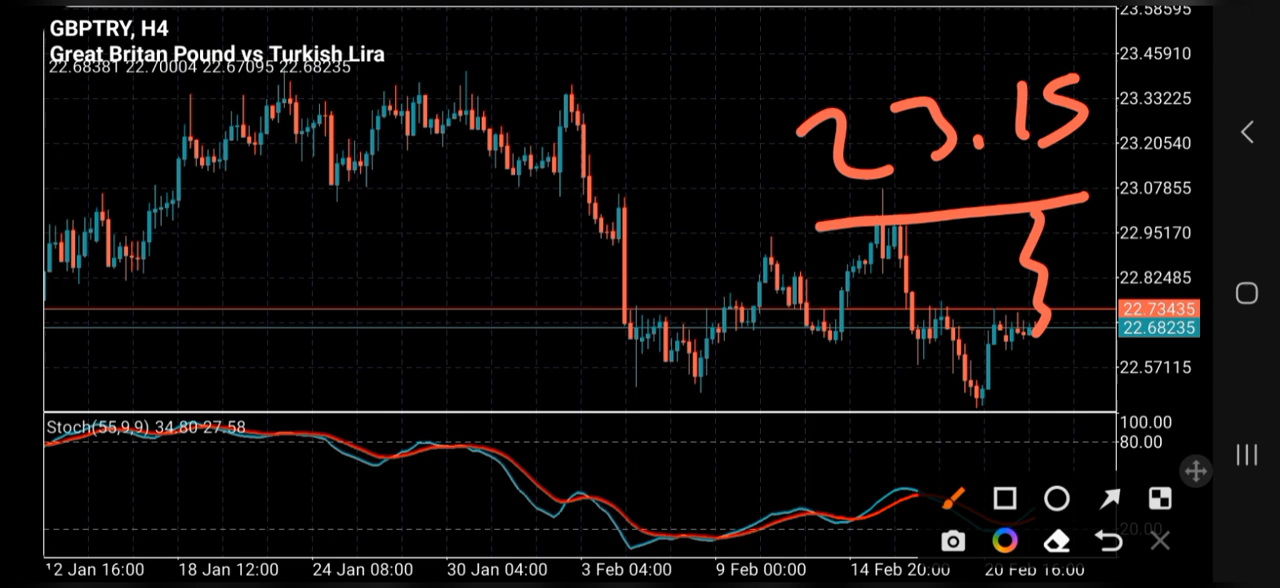 GBPTRY, H4
Great Britan Pound vs Turkish Lira
22.68381 22.70004 22.67095 22.68235
23.58595
23.45910
23.33225
23.20540
23.07855
22.95170
22.82485
22.73435
22.68235
22.57115
23.15
Stoch(55,9,9) 34.80 27.58
100.00
80.00
20.00
12 Jan 16:00 18 Jan 12:00 24 Jan 08:00 30 Jan 04:00 3 Feb 04:00 9 Feb 00:00 14 Feb 20:00 20 Feb 16:00